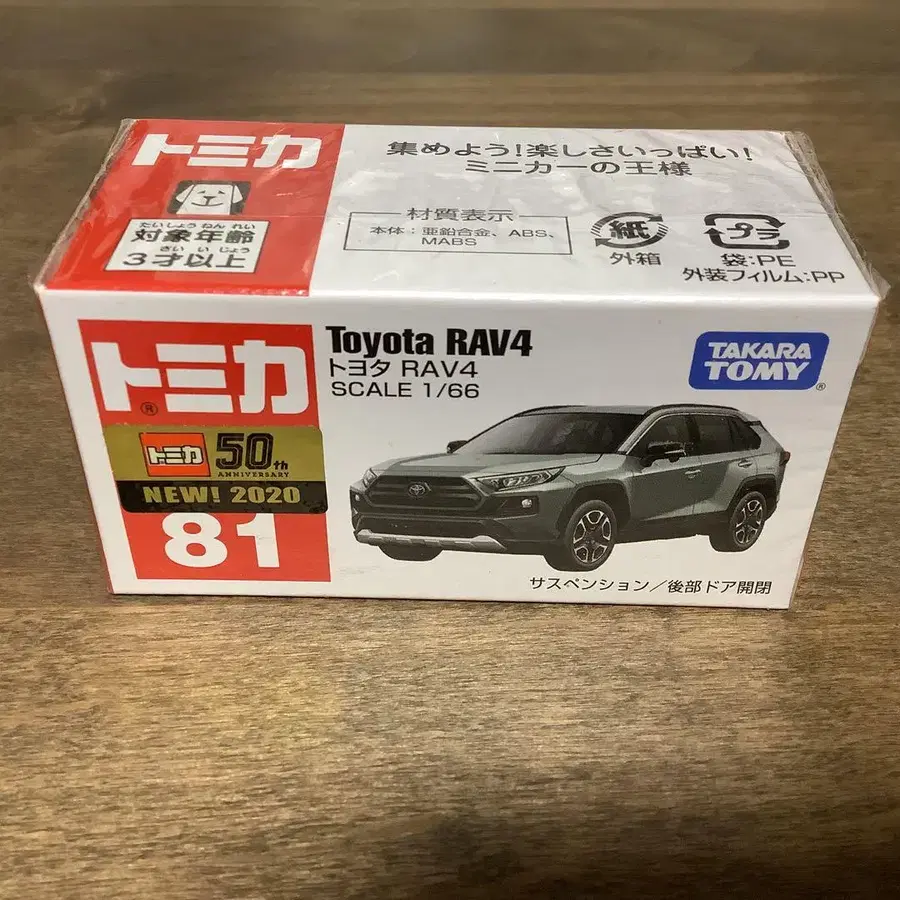 トミカ
集めよう!楽しさいっぱい!
ミニカーの王様
たいしょうねんれい
対象年齢
さいいじょう
3才以上
材質表示
本体:亜鉛合金、ABS、
MABS
紙
外箱
プラ
袋:PE
外装フィルム:PP
トミカ
®
Toyota RAV4
トヨタ RAV4
SCALE 1/66
TAKARA
TOMY
®
トミカ 50th
ANNIVERSARY
NEW! 2020
81
サスペンション/後部ドア開閉